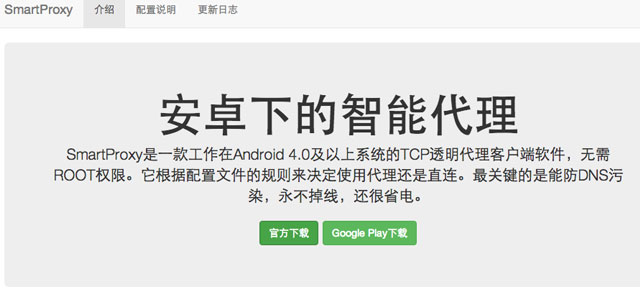 SmartProxy 介绍 配置说明 更新日志
安卓下的智能代理
SmartProxy是一款工作在Android 4.0及以上系统的TCP透明代理客户端软件，无需
ROOT权限。它根据配置文件的规则来决定使用代理还是直连。最关键的是能防DNS污
染，永不掉线，还很省电。
官方下载 Google Play下载